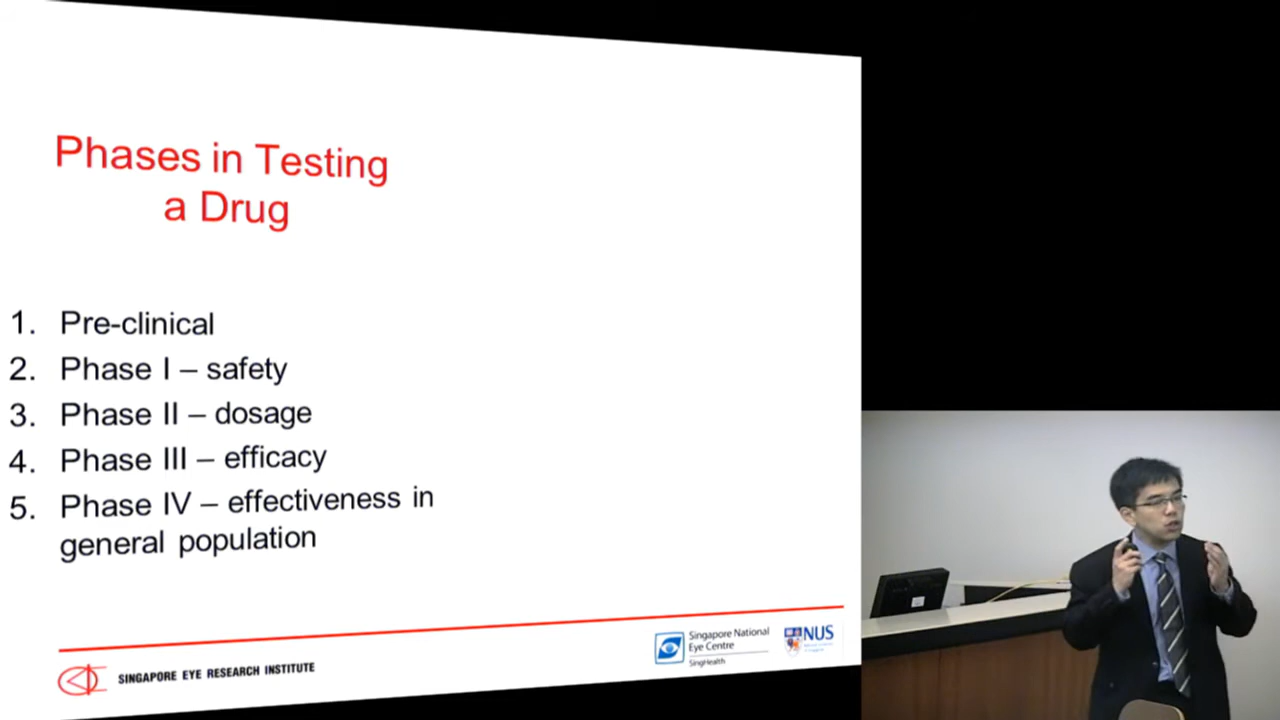 Phases in Testing
a Drug
1. Pre-clinical
2. Phase I – safety
3. Phase II – dosage
4. Phase III – efficacy
5. Phase IV – effectiveness in
general population
SINGAPORE EYE RESEARCH INSTITUTE
Singapore National
Eye Centre
SingHealth
NUS